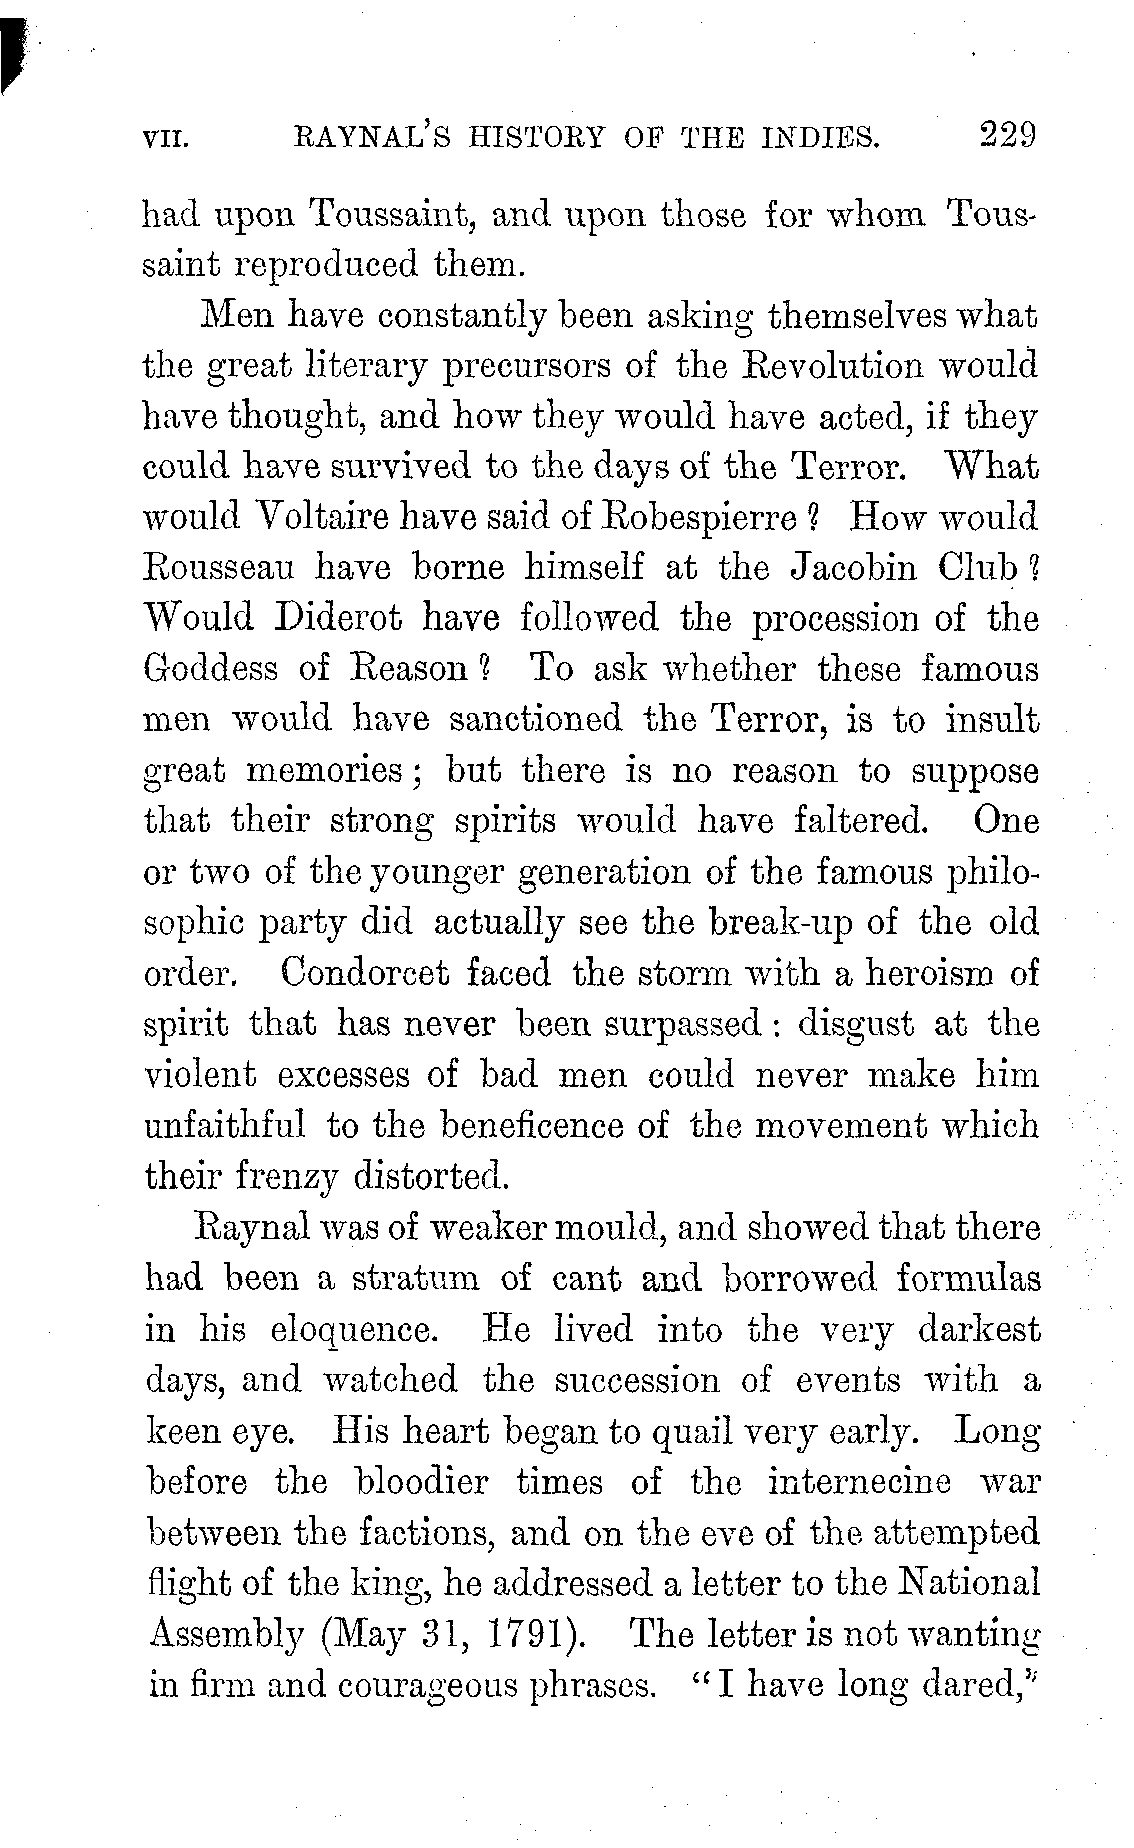 VII. RAYNAL'S HISTORY OF THE INDIES. 229
had upon Toussaint, and upon those for whom Tous-
saint reproduced them.
Men have constantly been asking themselves what
the great literary precursors of the Revolution would
have thought, and how they would have acted, if they
could have survived to the days of the Terror. What
would Voltaire have said of Robespierre ? How would
Rousseau have borne himself at the Jacobin Club ?
Would Diderot have followed the procession of the
Goddess of Reason ? To ask whether these famous
men would have sanctioned the Terror, is to insult
great memories ; but there is no reason to suppose
that their strong spirits would have faltered. One
or two of the younger generation of the famous philo-
sophic party did actually see the break-up of the old
order. Condorcet faced the storm with a heroism of
spirit that has never been surpassed : disgust at the
violent excesses of bad men could never make him
unfaithful to the beneficence of the movement which
their frenzy distorted.
Raynal was of weaker mould, and showed that there
had been a stratum of cant and borrowed formulas
in his eloquence. He lived into the very darkest
days, and watched the succession of events with a
keen eye. His heart began to quail very early. Long
before the bloodier times of the internecine war
between the factions, and on the eve of the attempted
flight of the king, he addressed a letter to the National
Assembly (May 31, 1791). The letter is not wanting
in firm and courageous phrases. "I have long dared,"